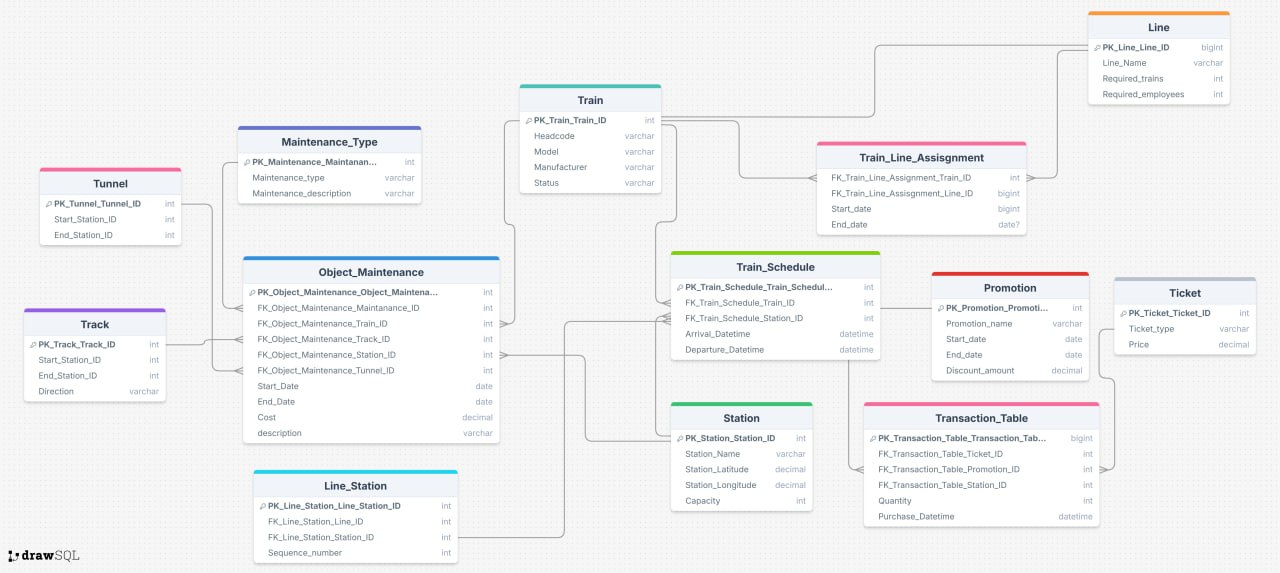 Line
PK_Line_Line_ID bigint
Line_Name varchar
Required_trains int
Required_employees int
Train
PK_Train_Train_ID int
Headcode varchar
Model varchar
Manufacturer varchar
Status varchar
Maintenance_Type
PK_Maintenance_Maintanan... int
Maintenance_type varchar
Maintenance_description varchar
Train_Line_Assisgnment
FK_Train_Line_Assignment_Train_ID int
FK_Train_Line_Assisgnment_Line_ID bigint
Start_date bigint
End_date date?
Tunnel
PK_Tunnel_Tunnel_ID int
Start_Station_ID int
End_Station_ID int
Object_Maintenance
PK_Object_Maintenance_Object_Maintena... int
FK_Object_Maintenance_Maintanance_ID int
FK_Object_Maintenance_Train_ID int
FK_Object_Maintenance_Track_ID int
FK_Object_Maintenance_Station_ID int
FK_Object_Maintenance_Tunnel_ID int
Start_Date date
End_Date date
Cost decimal
description varchar
Train_Schedule
PK_Train_Schedule_Train_Schedul... int
FK_Train_Schedule_Train_ID int
FK_Train_Schedule_Station_ID int
Arrival_Datetime datetime
Departure_Datetime datetime
Promotion
PK_Promotion_Promoti... int
Promotion_name varchar
Start_date date
End_date date
Discount_amount decimal
Ticket
PK_Ticket_Ticket_ID int
Ticket_type varchar
Price decimal
Track
PK_Track_Track_ID int
Start_Station_ID int
End_Station_ID int
Direction varchar
Station
PK_Station_Station_ID int
Station_Name varchar
Station_Latitude decimal
Station_Longitude decimal
Capacity int
Transaction_Table
PK_Transaction_Table_Transaction_Tab... bigint
FK_Transaction_Table_Ticket_ID int
FK_Transaction_Table_Promotion_ID int
FK_Transaction_Table_Station_ID int
Quantity int
Purchase_Datetime datetime
Line_Station
PK_Line_Station_Line_Station_ID int
FK_Line_Station_Line_ID int
FK_Line_Station_Station_ID int
Sequence_number int
drawSQL